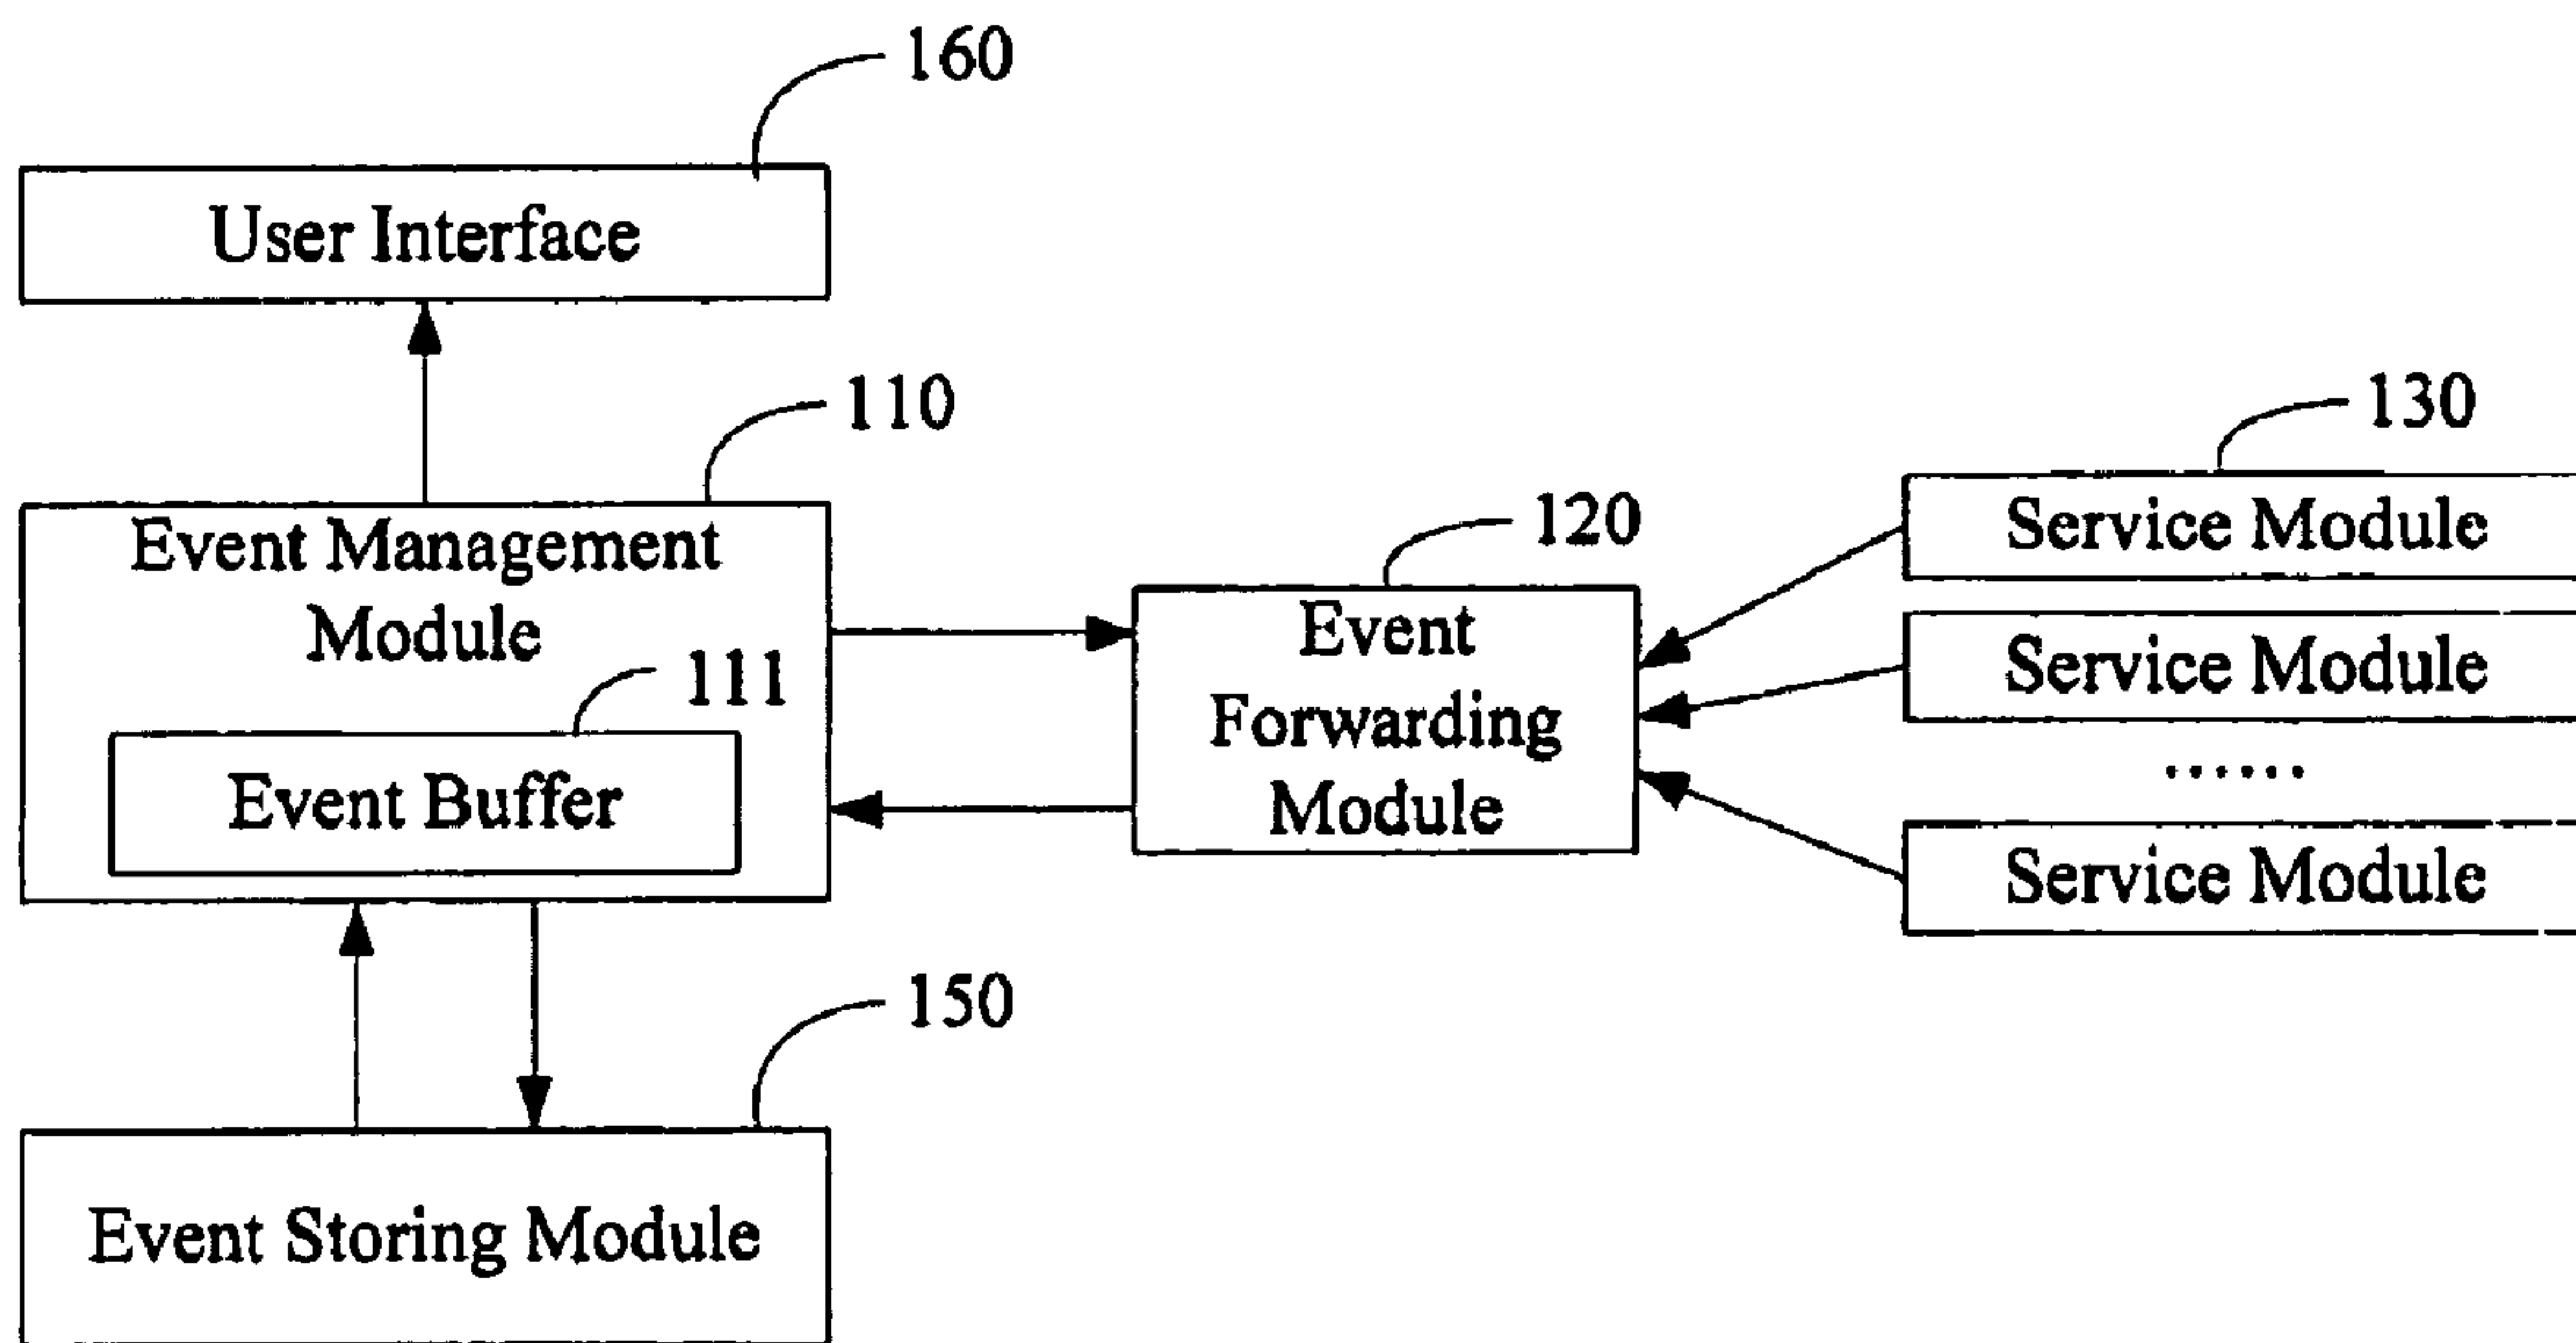 160
User Interface
110
130
Event Management
Module
111
Event Buffer
120
Event
Forwarding
Module
Service Module
Service Module
......
Service Module
150
Event Storing Module